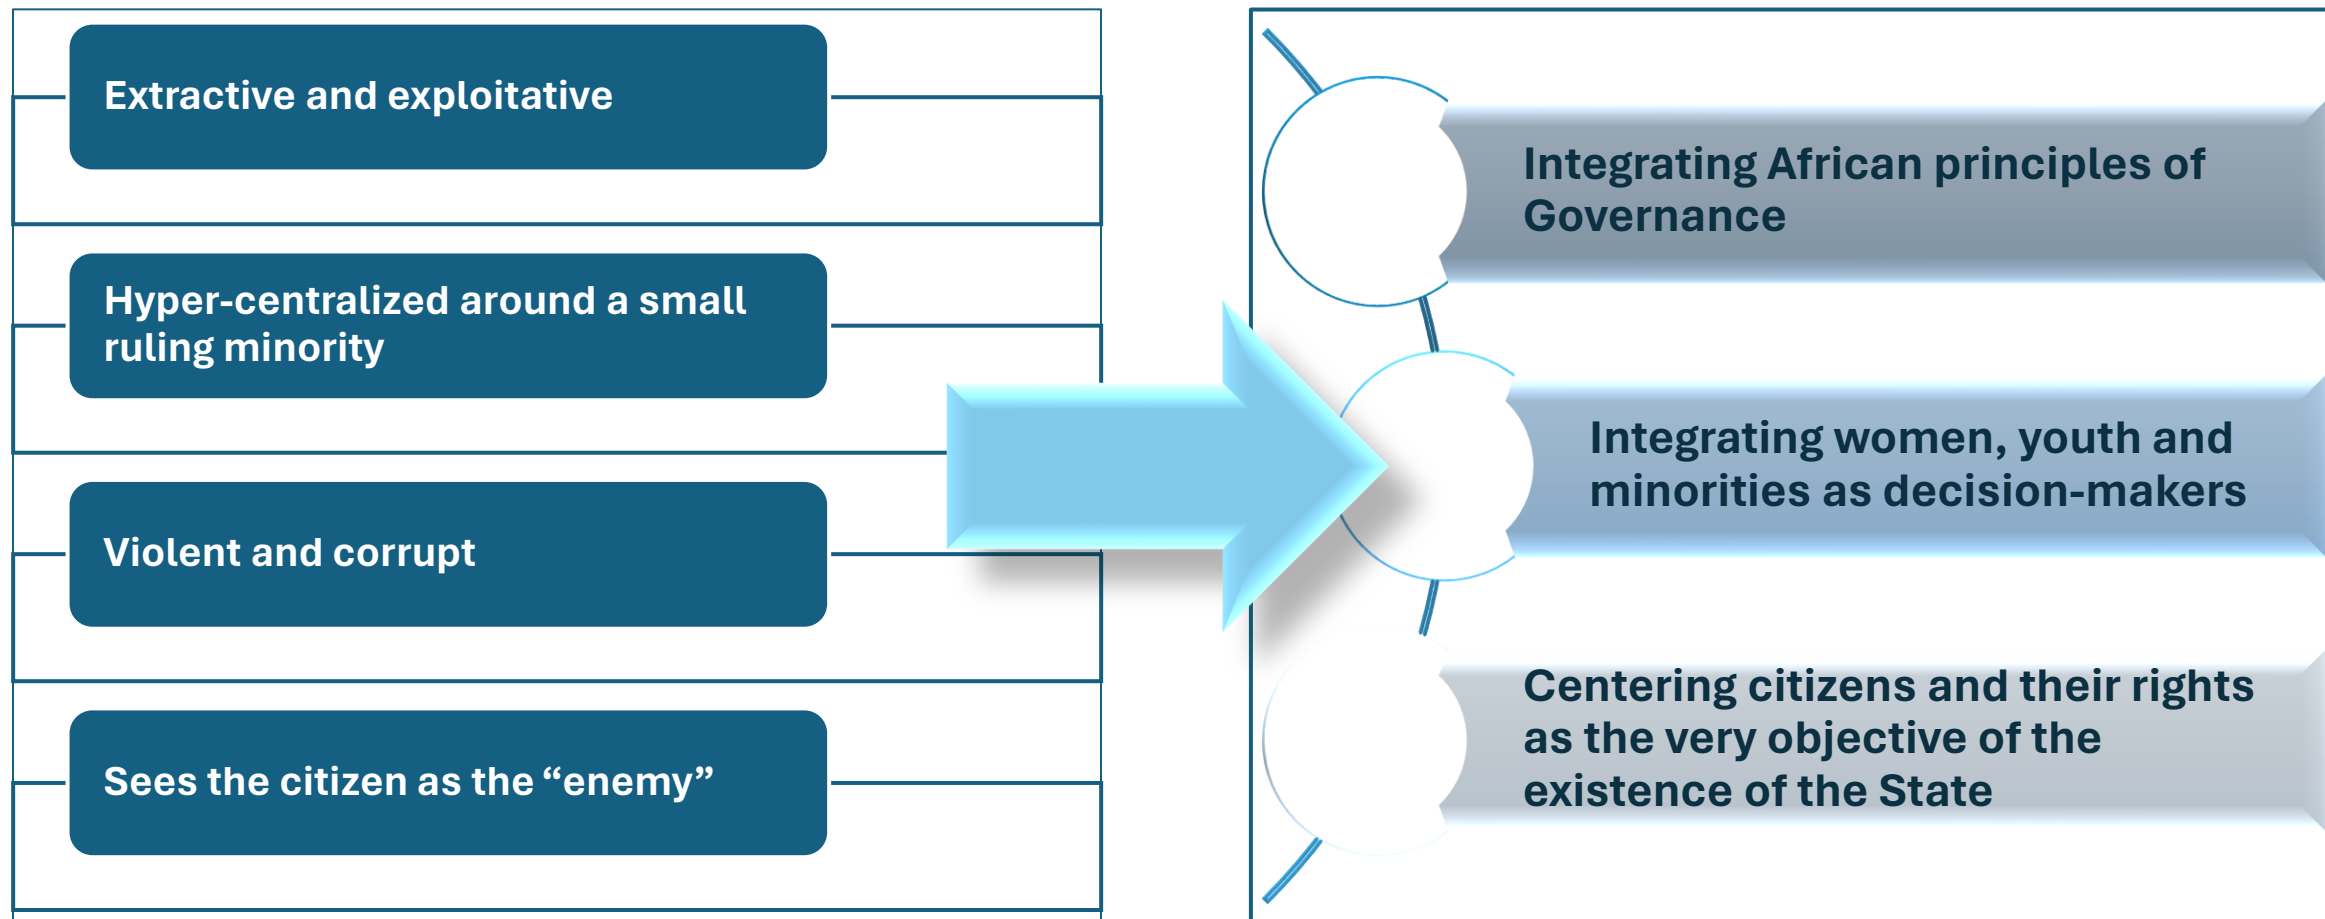 Extractive and exploitative
Hyper-centralized around a small
ruling minority
Violent and corrupt
Sees the citizen as the “enemy”
Integrating African principles of
Governance
Integrating women, youth and
minorities as decision-makers
Centering citizens and their rights
as the very objective of the
existence of the State